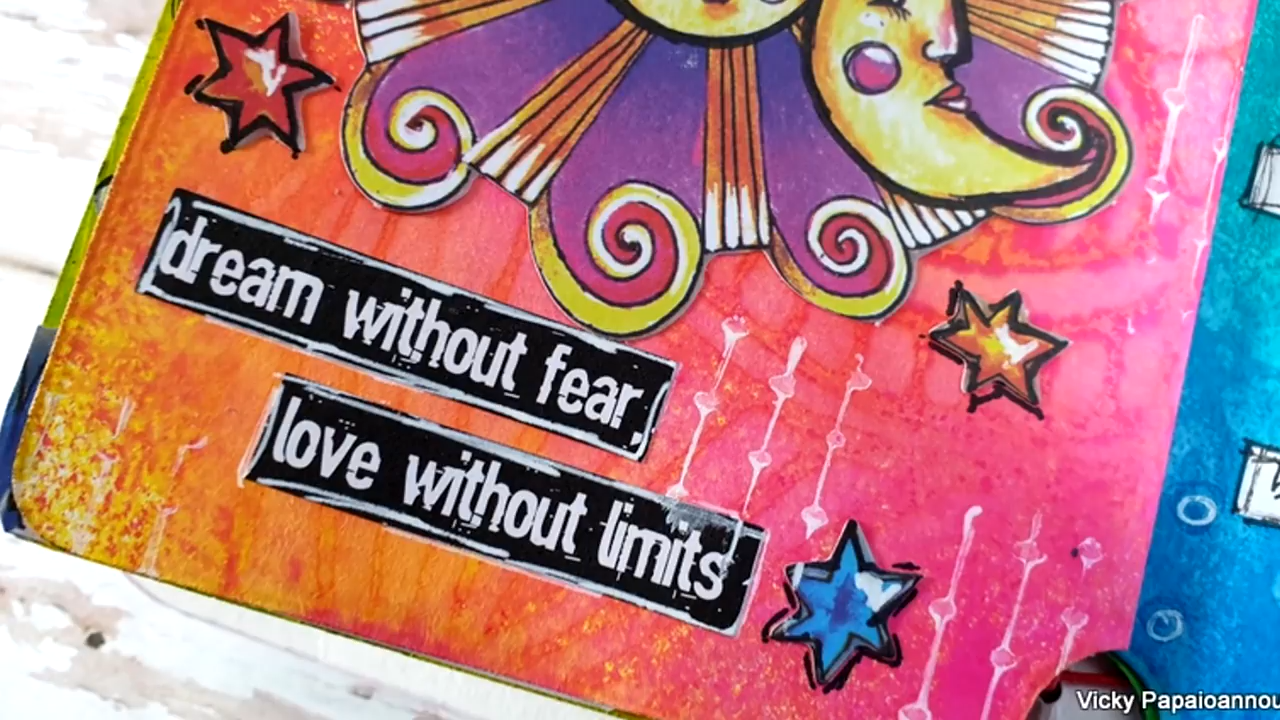 dream without fear,
love without limits
Vicky Papaioannou